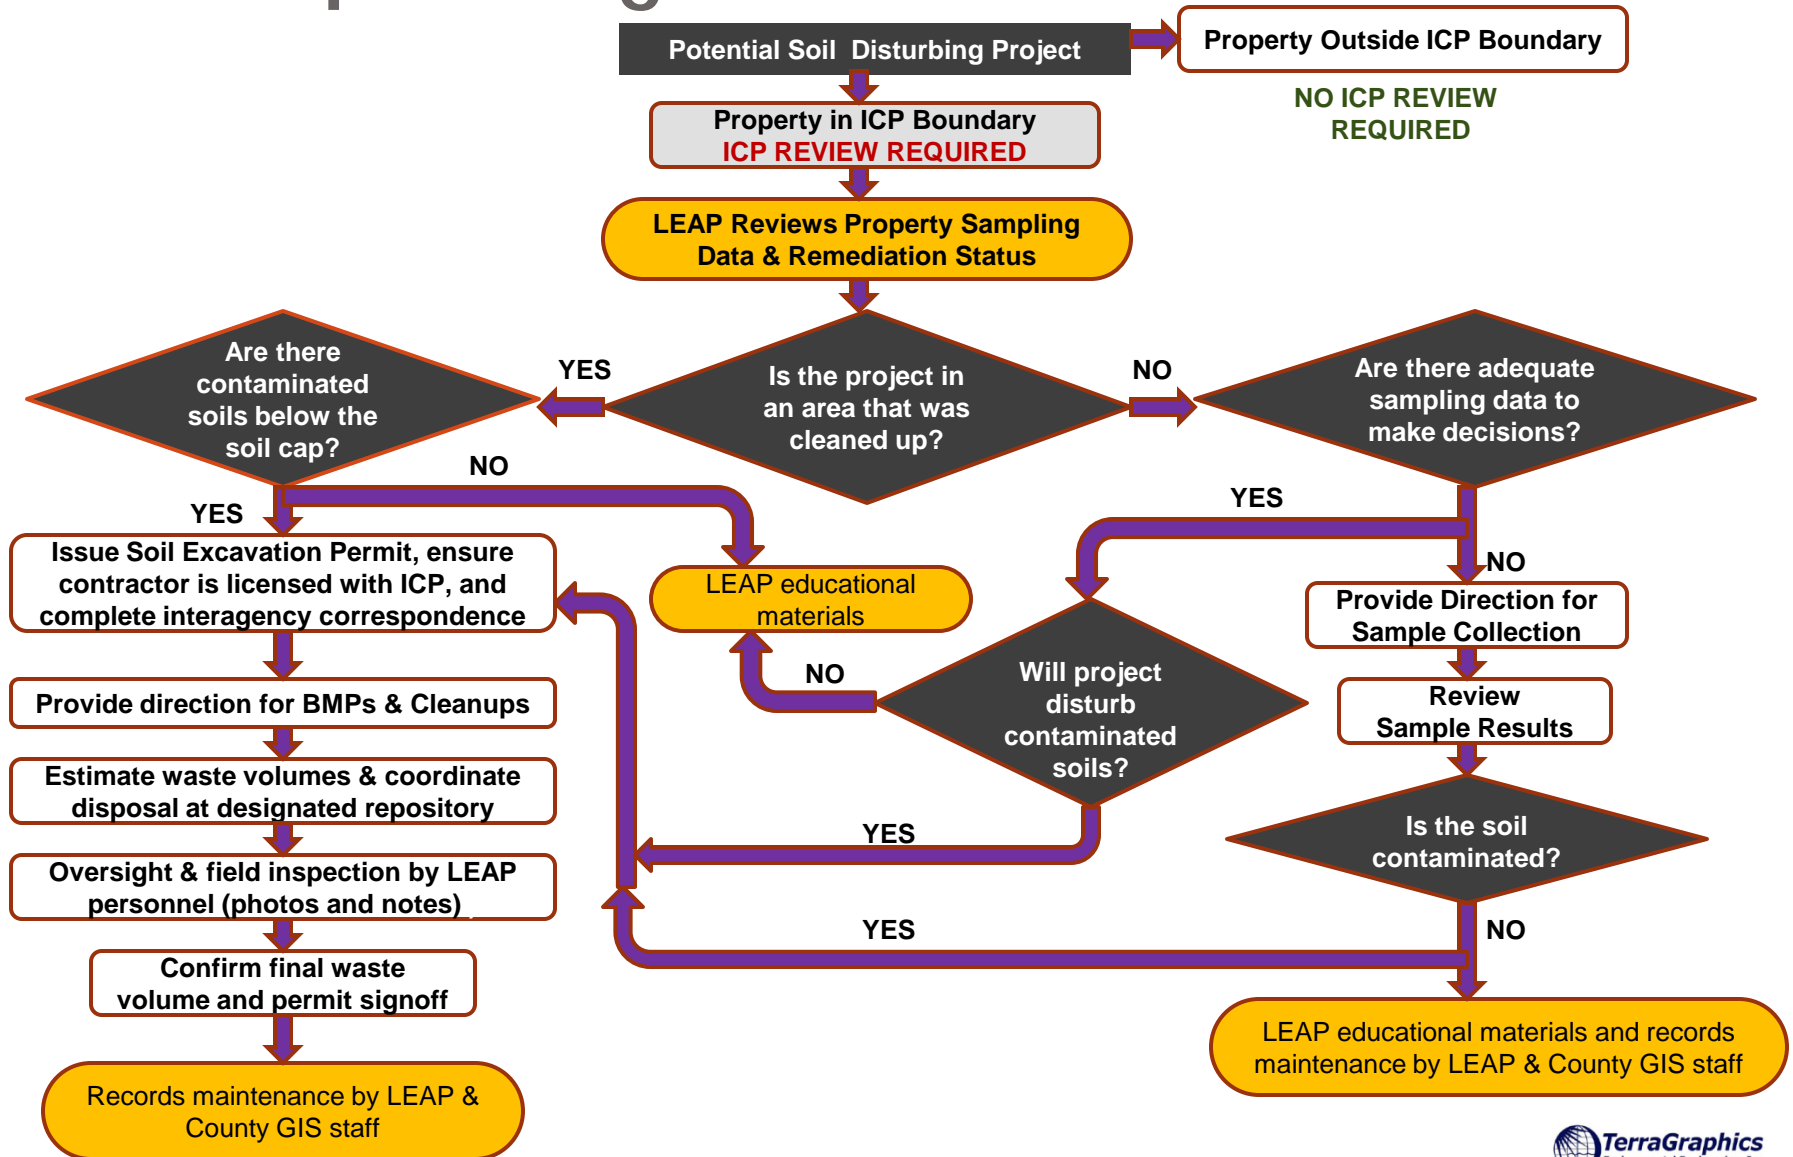 Potential Soil Disturbing Project
Property Outside ICP Boundary
NO ICP REVIEW
REQUIRED
Property in ICP Boundary
ICP REVIEW REQUIRED
LEAP Reviews Property Sampling
Data & Remediation Status
Are there
contaminated
soils below the
soil cap?
YES
Is the project in
an area that was
cleaned up?
NO
Are there adequate
sampling data to
make decisions?
NO
YES
YES
NO
Issue Soil Excavation Permit, ensure
contractor is licensed with ICP, and
complete interagency correspondence
LEAP educational
materials
Provide Direction for
Sample Collection
NO
Will project
disturb
contaminated
soils?
Provide direction for BMPs & Cleanups
Review
Sample Results
Estimate waste volumes & coordinate
disposal at designated repository
YES
Is the soil
contaminated?
Oversight & field inspection by LEAP
personnel (photos and notes)
YES
NO
Confirm final waste
volume and permit signoff
LEAP educational materials and records
maintenance by LEAP & County GIS staff
Records maintenance by LEAP &
County GIS staff
TerraGraphics